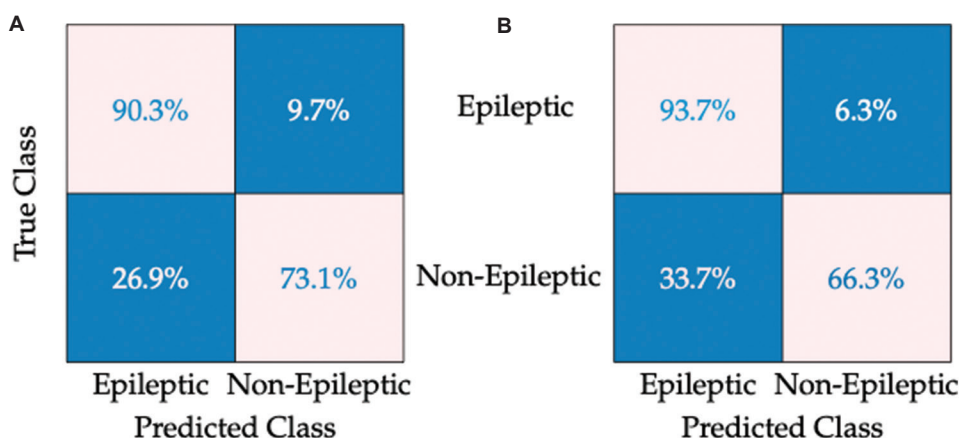 A
B
True Class
90.3% 9.7%
Epileptic
93.7% 6.3%
26.9% 73.1%
Non-Epileptic
33.7% 66.3%
Epileptic Non-Epileptic
Predicted Class
Epileptic Non-Epileptic
Predicted Class